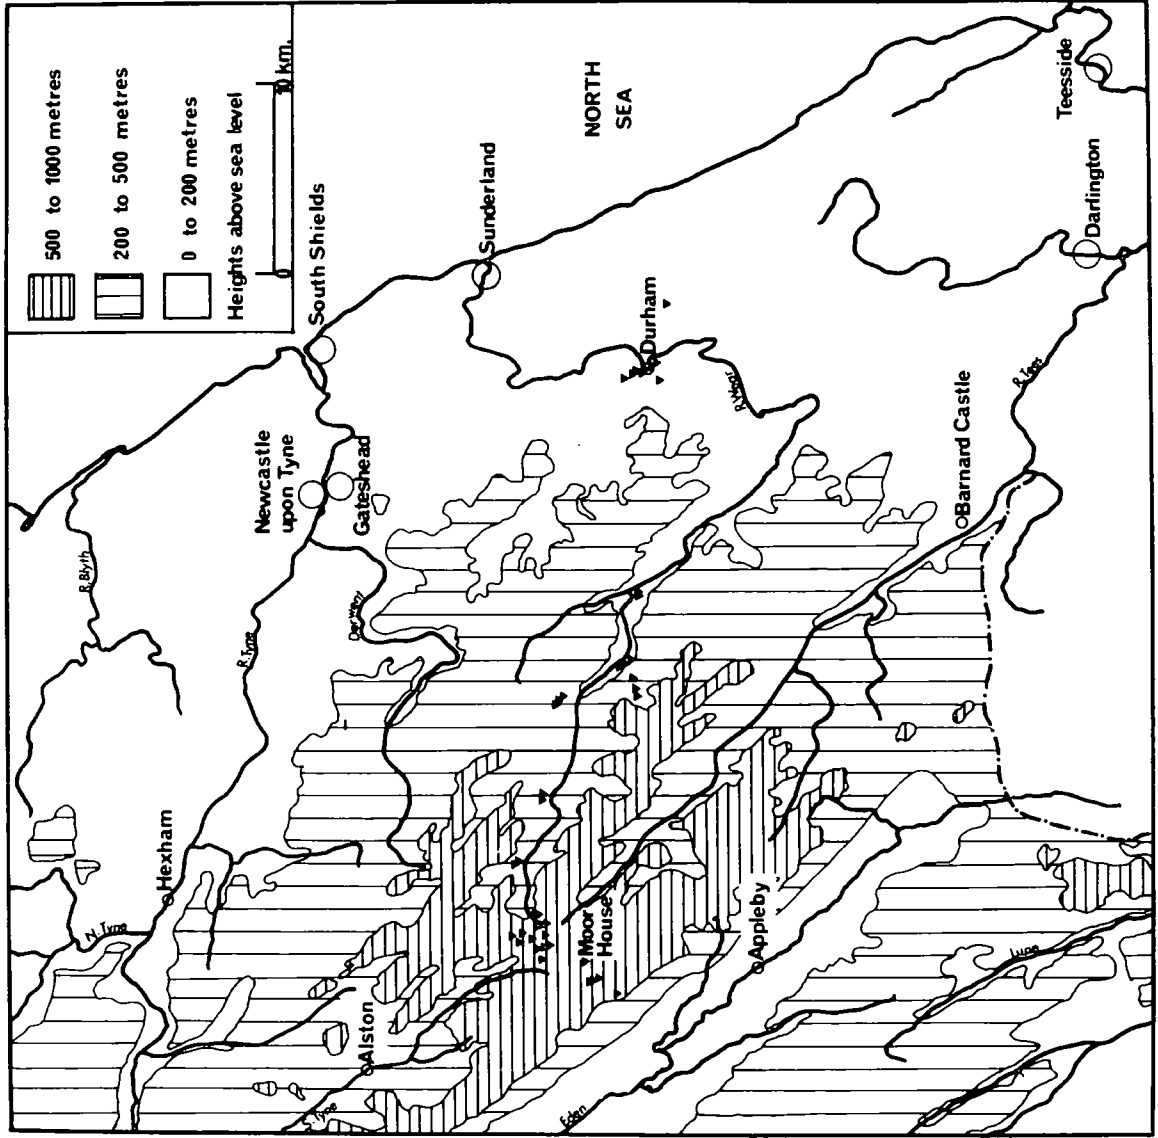 500 to 1000 metres
200 to 500 metres
0 to 200 metres
Heights above sea level
0
10 km.
NORTH
SEA
South Shields
Sunderland
Newcastle
upon Tyne
Gateshead
R. Blyth
R. Tyne
Derwent
Hexham
N. Tyne
S. Tyne
Alston
Durham
R. Wear
Moor
House
Appleby
Eden
Lune
Barnard Castle
R. Tees
Darlington
Teesside